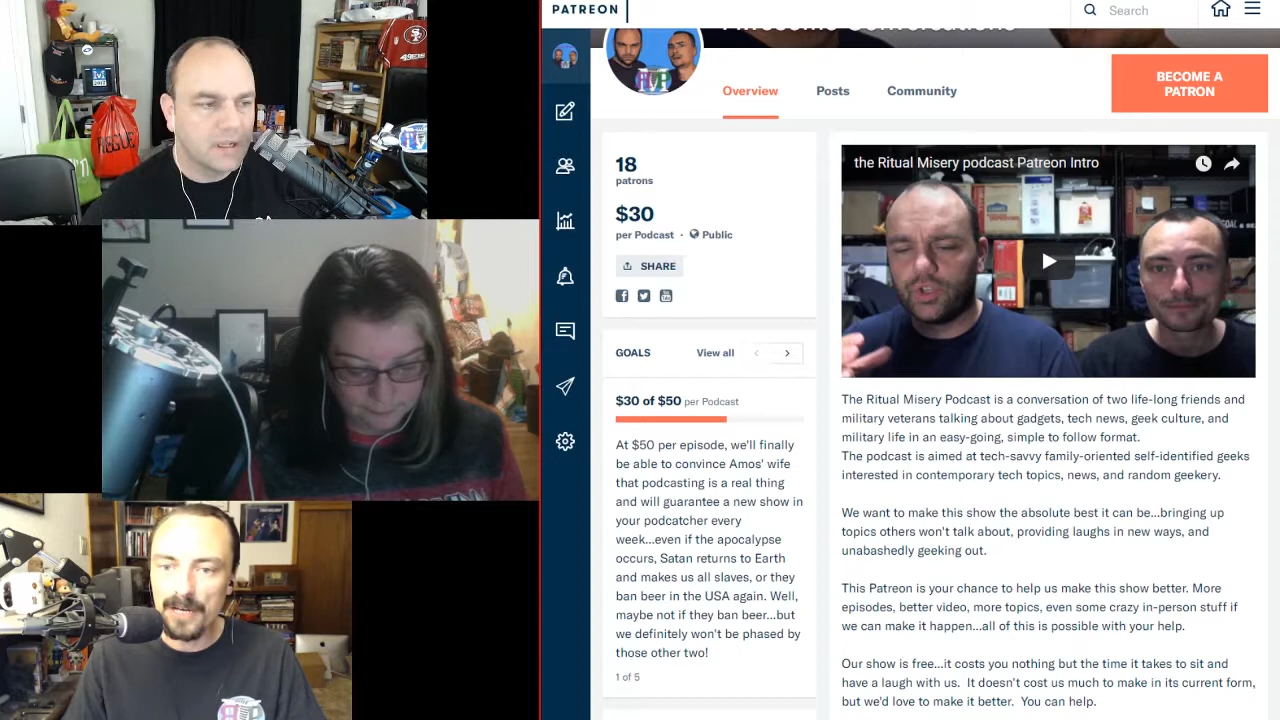 PATREON
Search
Awesome Conversations
Overview
Posts
Community
BECOME A
PATRON
18
patrons
$30
per Podcast · Public
SHARE
GOALS
View all
$30 of $50 per Podcast
At $50 per episode, we'll finally
be able to convince Amos' wife
that podcasting is a real thing
and will guarantee a new show in
your podcatcher every
week...even if the apocalypse
occurs, Satan returns to Earth
and makes us all slaves, or they
ban beer in the USA again. Well,
maybe not if they ban beer...but
we definitely won't be phased by
those other two!
1 of 5
the Ritual Misery podcast Patreon Intro
The Ritual Misery Podcast is a conversation of two life-long friends and
military veterans talking about gadgets, tech news, geek culture, and
military life in an easy-going, simple to follow format.
The podcast is aimed at tech-savvy family-oriented self-identified geeks
interested in contemporary tech topics, news, and random geekery.
We want to make this show the absolute best it can be...bringing up
topics others won't talk about, providing laughs in new ways, and
unabashedly geeking out.
This Patreon is your chance to help us make this show better. More
episodes, better video, more topics, even some crazy in-person stuff if
we can make it happen...all of this is possible with your help.
Our show is free...it costs you nothing but the time it takes to sit and
have a laugh with us. It doesn't cost us much to make in its current form,
but we'd love to make it better. You can help.
49ERS